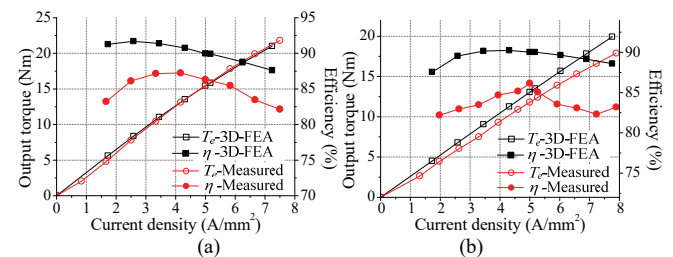 25
20
15
10
5
0
Output torque (Nm)
95
90
85
80
75
70
Efficiency (%)
Te-3D-FEA
η -3D-FEA
Te-Measured
η -Measured
0 1 2 3 4 5 6 7 8
Current density (A/mm²)
(a)
20
15
10
5
0
Output torque (Nm)
90
85
80
75
Efficiency (%)
Te-3D-FEA
η -3D-FEA
Te-Measured
η -Measured
0 1 2 3 4 5 6 7 8
Current density (A/mm²)
(b)